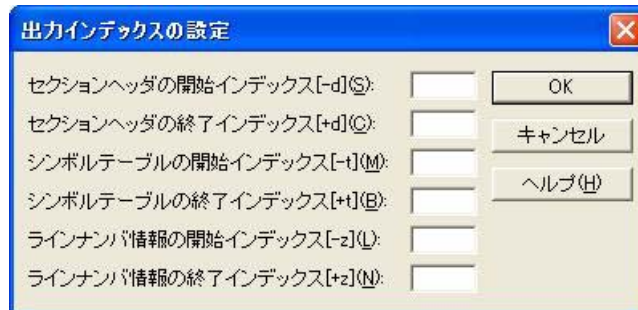 出力インデックスの設定
セクションヘッダの開始インデックス[-d](S):
OK
セクションヘッダの終了インデックス[+d](C):
キャンセル
シンボルテーブルの開始インデックス[-t](M):
ヘルプ(H)
シンボルテーブルの終了インデックス[+t](B):
ラインナンバ情報の開始インデックス[-z](L):
ラインナンバ情報の終了インデックス[+z](N):